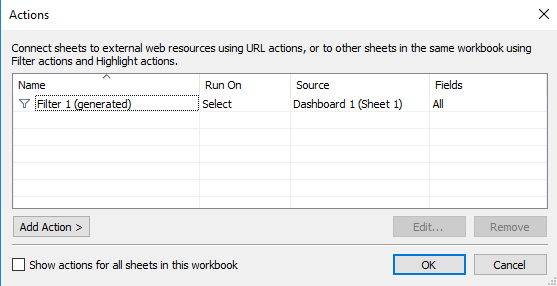 Actions
Connect sheets to external web resources using URL actions, or to other sheets in the same workbook using
Filter actions and Highlight actions.
Name Run On Source Fields
Filter 1 (generated) Select Dashboard 1 (Sheet 1) All
Add Action > Edit... Remove
Show actions for all sheets in this workbook OK Cancel